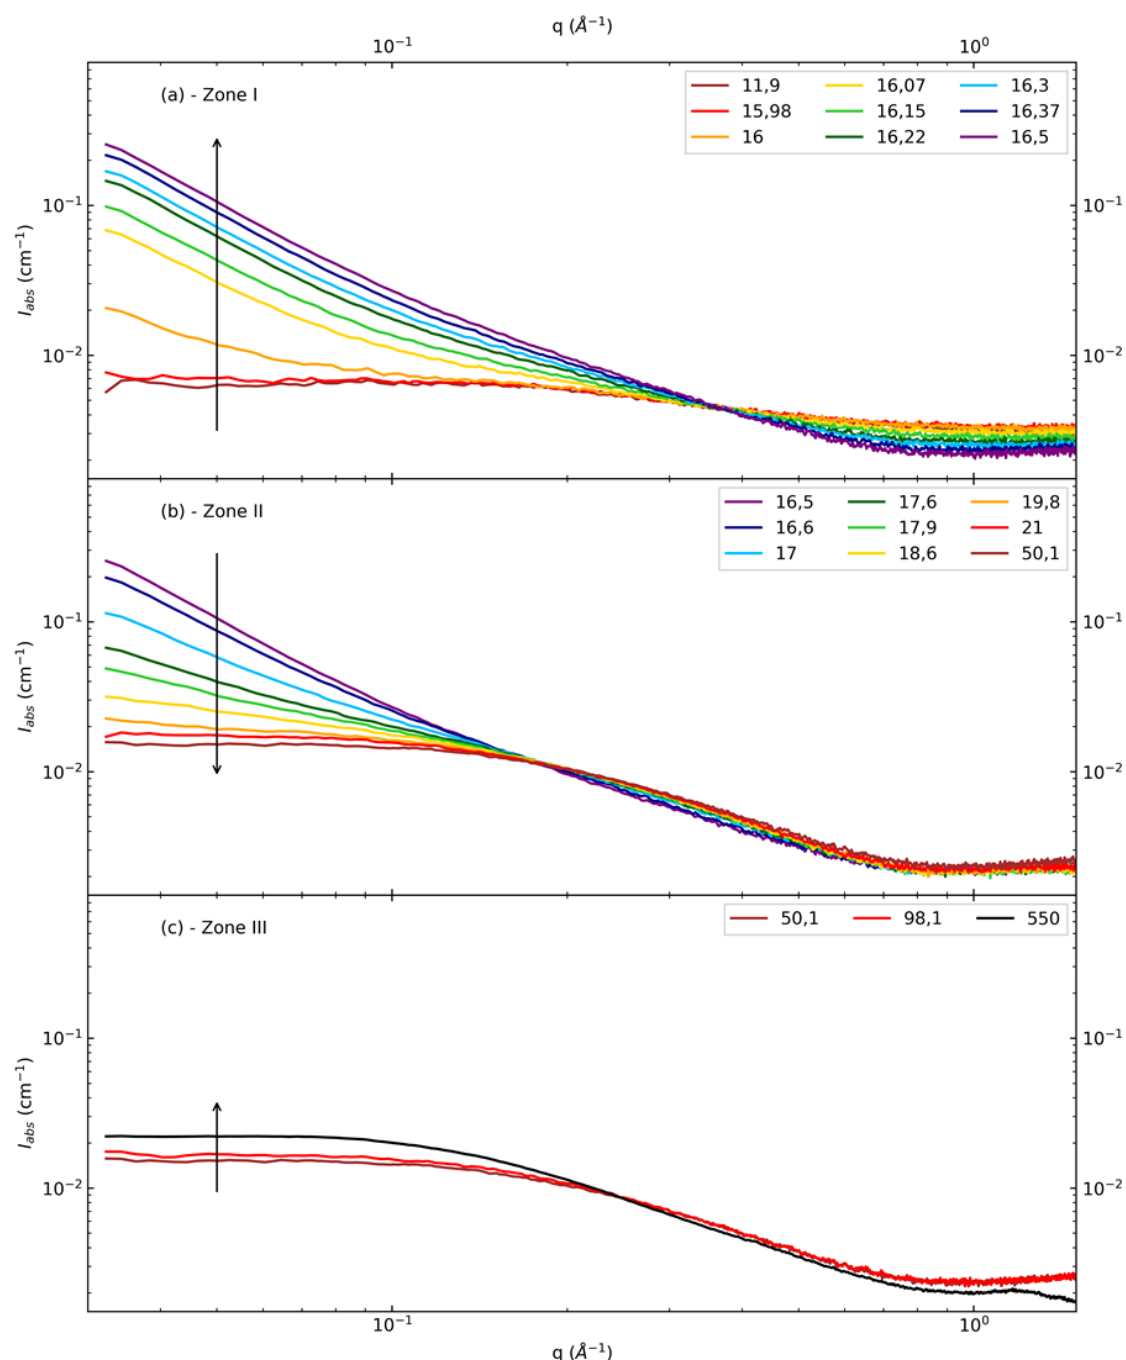 q (Å⁻¹)
10⁻¹ 10⁰
(a) - Zone I
11,9 16,07 16,3
15,98 16,15 16,37
16 16,22 16,5
10⁻¹ 10⁻¹
I_abs (cm⁻¹)
10⁻² 10⁻²
(b) - Zone II
16,5 17,6 19,8
16,6 17,9 21
17 18,6 50,1
10⁻¹ 10⁻¹
I_abs (cm⁻¹)
10⁻² 10⁻²
(c) - Zone III
50,1 98,1 550
10⁻¹ 10⁻¹
I_abs (cm⁻¹)
10⁻² 10⁻²
10⁻¹ 10⁰
q (Å⁻¹)